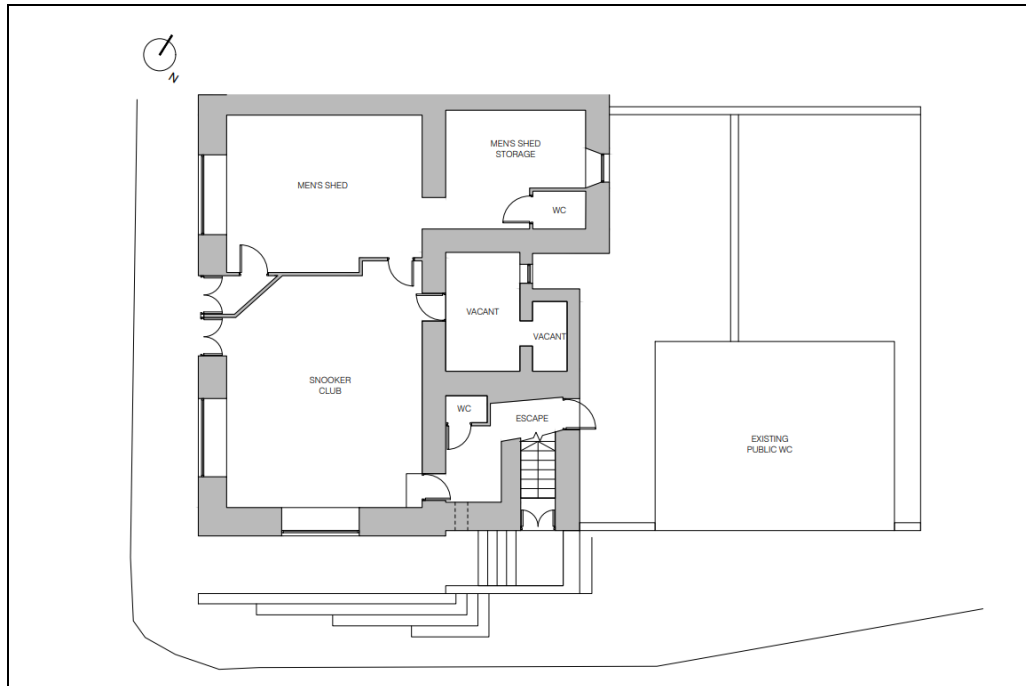 N
MEN'S SHED
STORAGE
MEN'S SHED
WC
VACANT
VACANT
SNOOKER
CLUB
WC
ESCAPE
EXISTING
PUBLIC WC